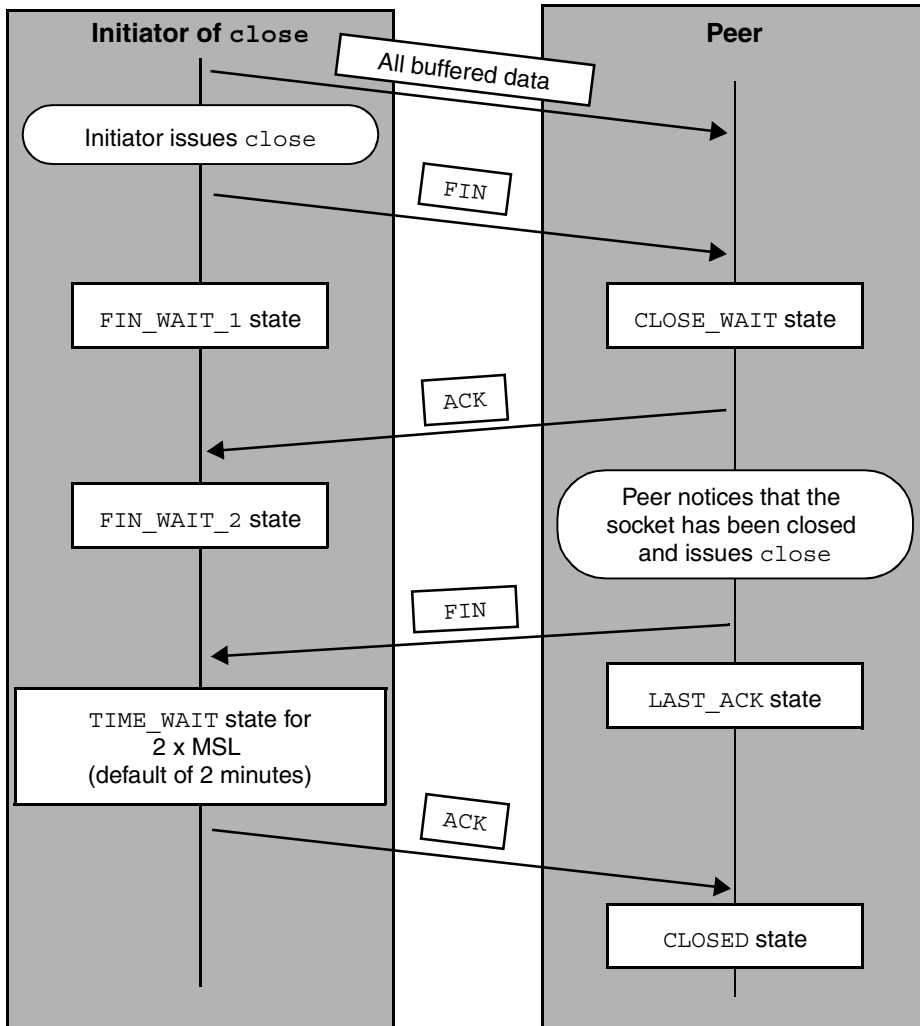 Initiator of close
Peer
All buffered data
Initiator issues close
FIN
FIN_WAIT_1 state
CLOSE_WAIT state
ACK
FIN_WAIT_2 state
Peer notices that the
socket has been closed
and issues close
FIN
TIME_WAIT state for
2 x MSL
(default of 2 minutes)
LAST_ACK state
ACK
CLOSED state